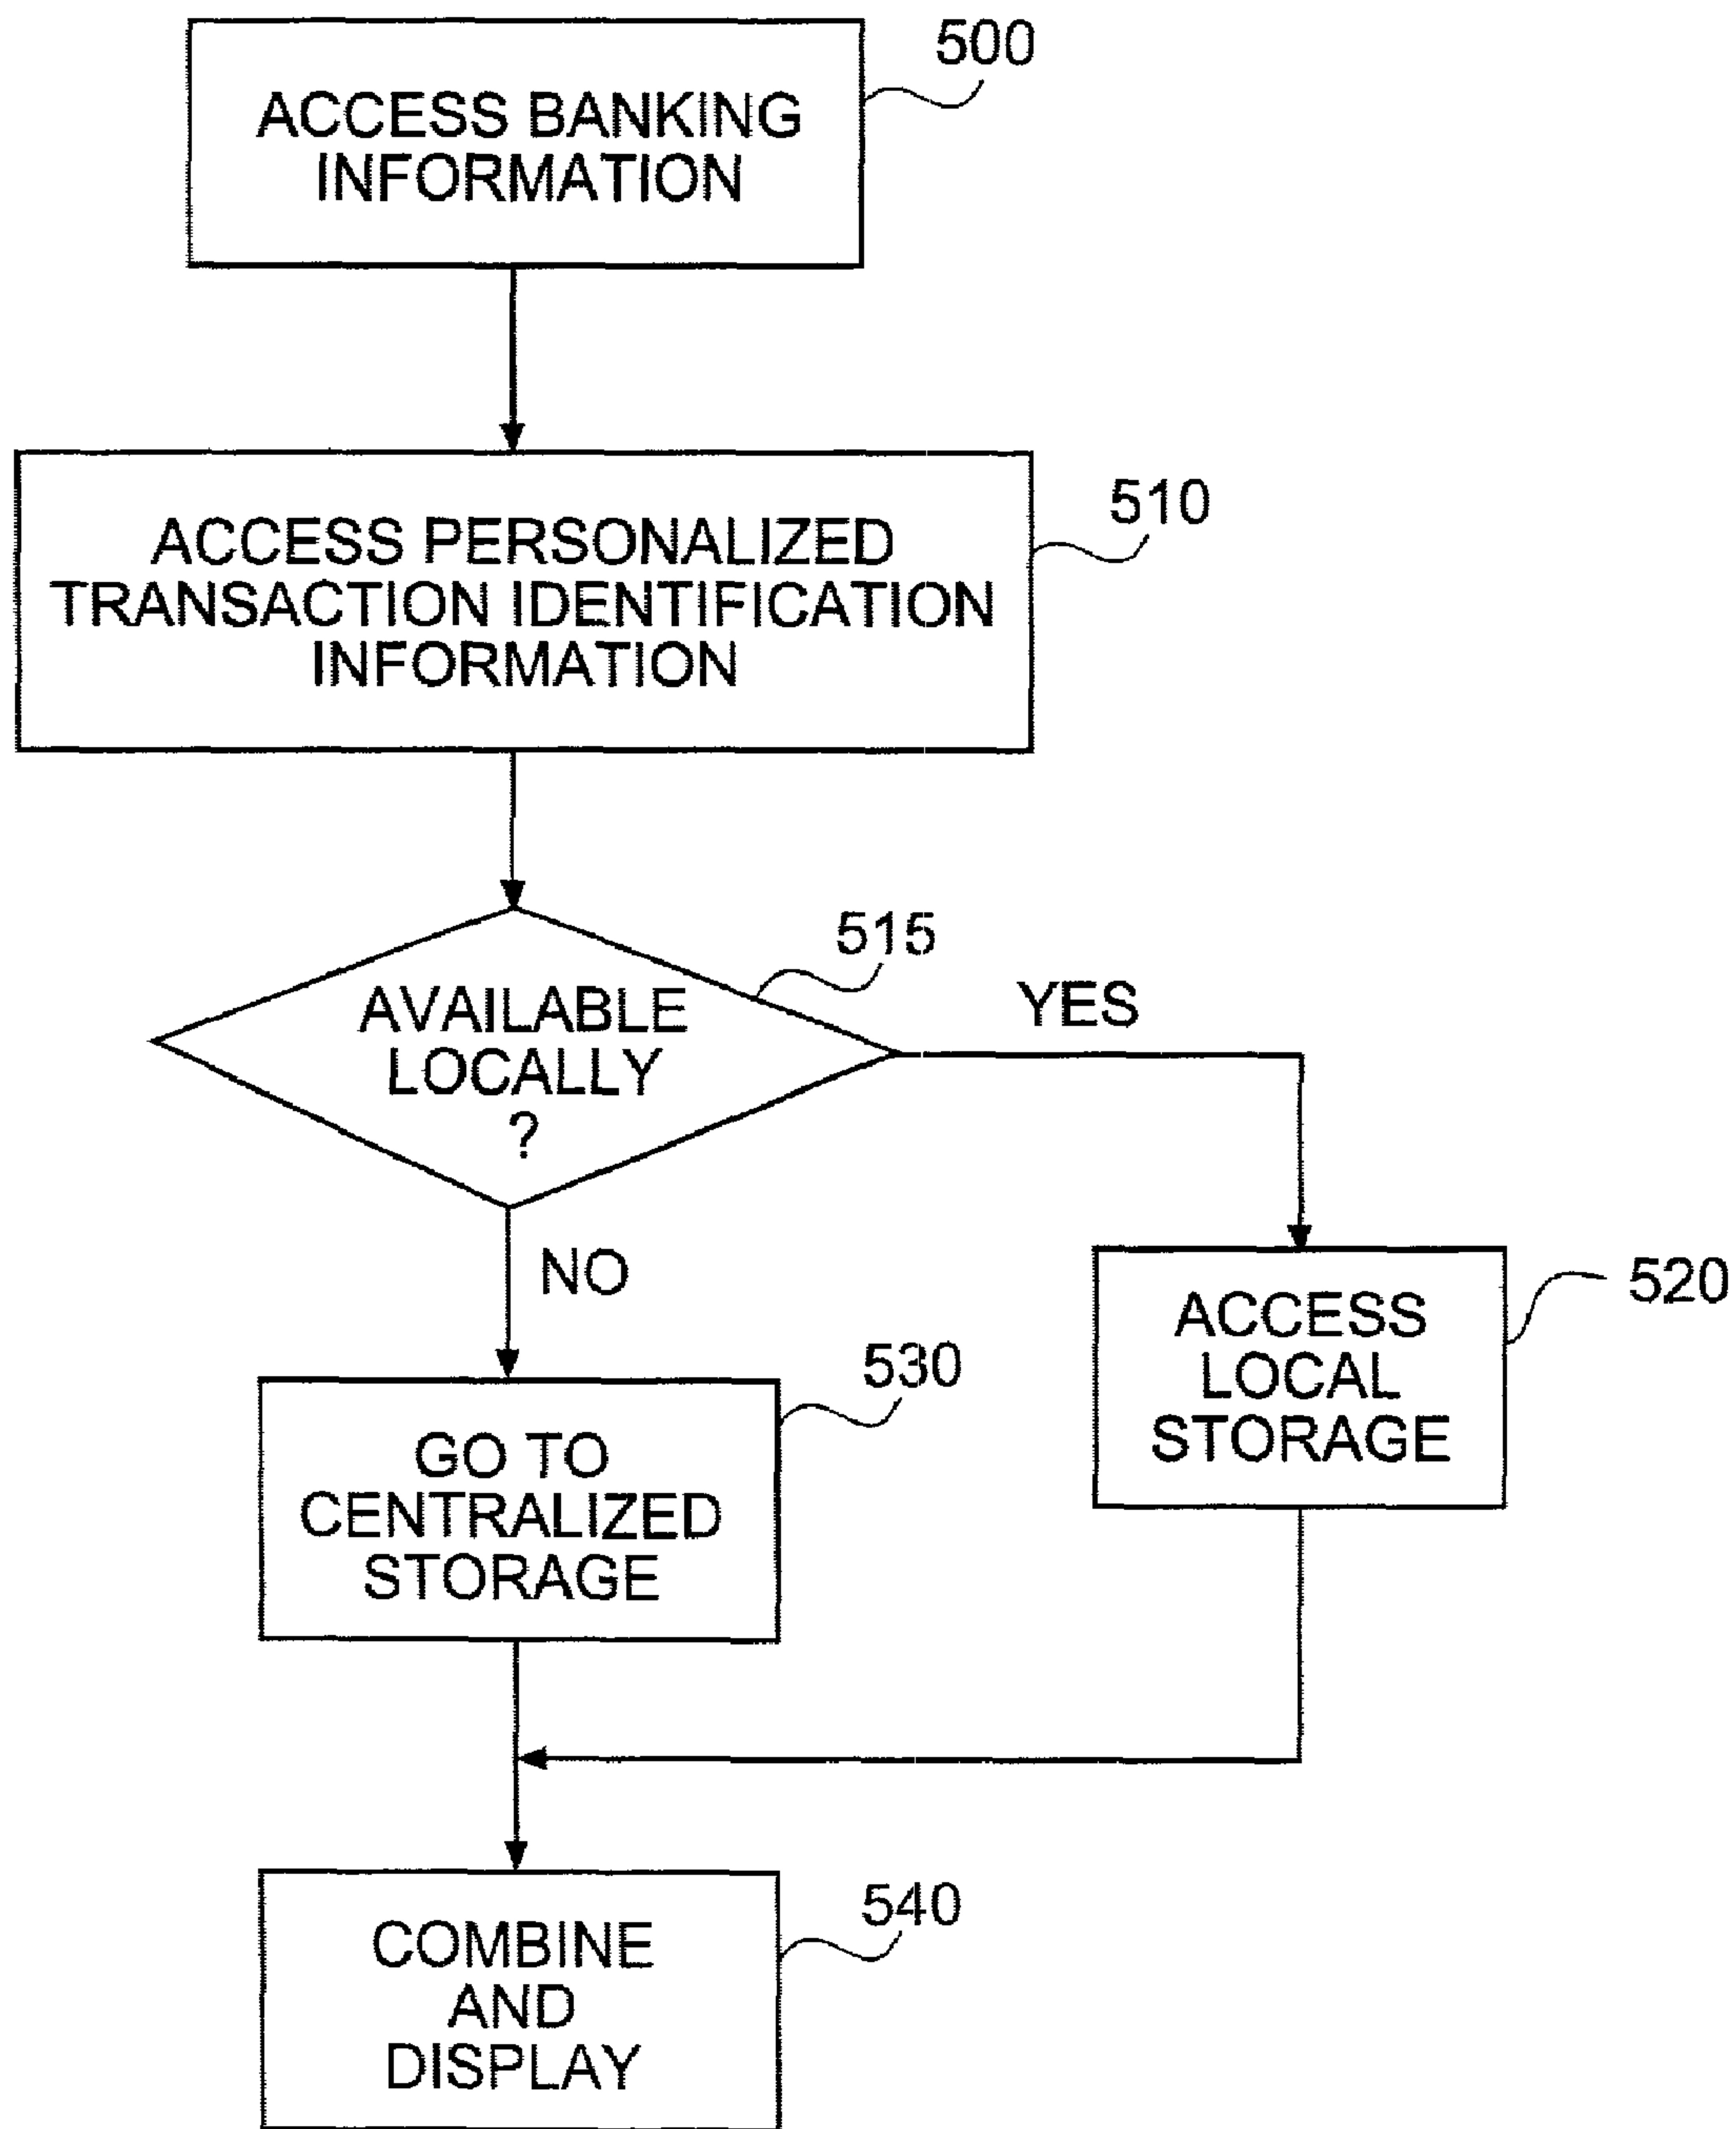 500
ACCESS BANKING
INFORMATION
510
ACCESS PERSONALIZED
TRANSACTION IDENTIFICATION
INFORMATION
515
AVAILABLE
LOCALLY
?
YES
NO
520
ACCESS
LOCAL
STORAGE
530
GO TO
CENTRALIZED
STORAGE
540
COMBINE
AND
DISPLAY